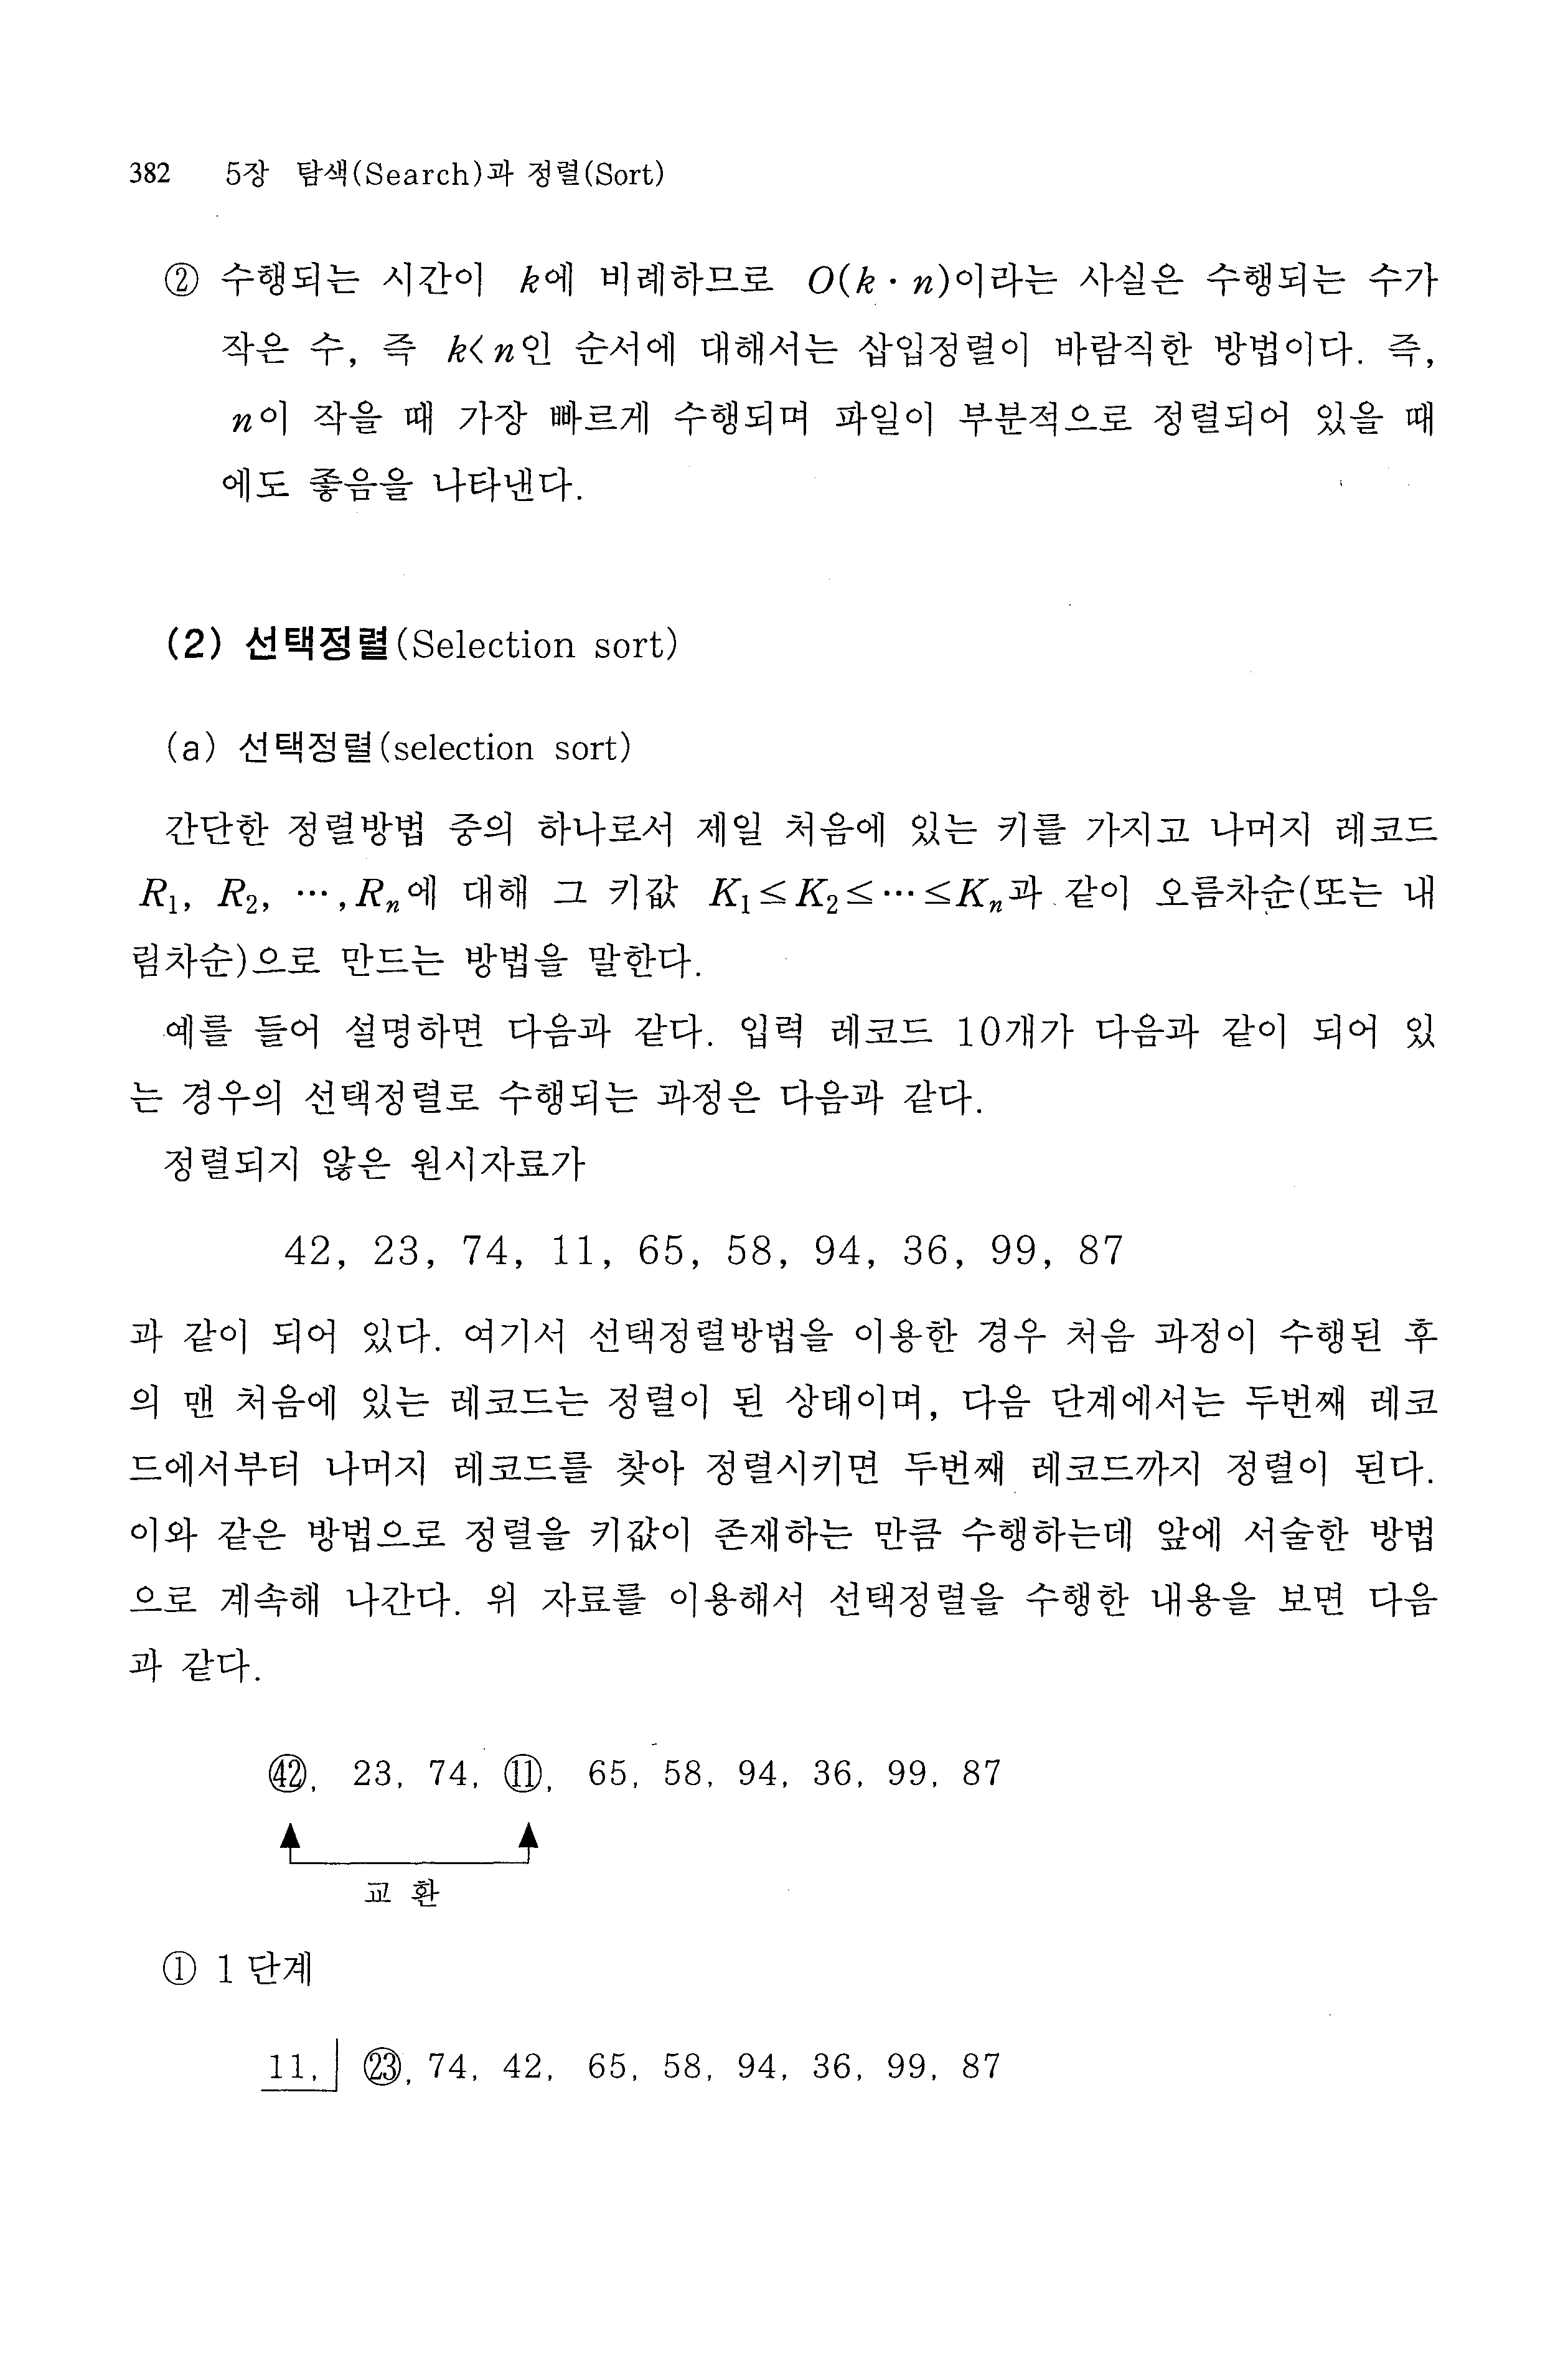 382 5장 탐색(Search)과 정렬(Sort)
② 수행되는 시간이 k에 비례하므로 O(k · n)이라는 사실은 수행되는 수가
작은 수, 즉 k< n인 순서에 대해서는 삽입정렬이 바람직한 방법이다. 즉,
n이 작을 때 가장 빠르게 수행되며 파일이 부분적으로 정렬되어 있을 때
에도 좋음을 나타낸다.
(2) 선택정렬(Selection sort)
(a) 선택정렬(selection sort)
간단한 정렬방법 중의 하나로서 제일 처음에 있는 키를 가지고 나머지 레코드
R₁, R₂, …,Rₙ에 대해 그 키값 K₁≤K₂≤…≤Kₙ과 같이 오름차순(또는 내
림차순)으로 만드는 방법을 말한다.
예를 들어 설명하면 다음과 같다. 입력 레코드 10개가 다음과 같이 되어 있
는 경우의 선택정렬로 수행되는 과정은 다음과 같다.
정렬되지 않은 원시자료가
42, 23, 74, 11, 65, 58, 94, 36, 99, 87
과 같이 되어 있다. 여기서 선택정렬방법을 이용한 경우 처음 과정이 수행된 후
의 맨 처음에 있는 레코드는 정렬이 된 상태이며, 다음 단계에서는 두번째 레코
드에서부터 나머지 레코드를 찾아 정렬시키면 두번째 레코드까지 정렬이 된다.
이와 같은 방법으로 정렬을 키값이 존재하는 만큼 수행하는데 앞에 서술한 방법
으로 계속해 나간다. 위 자료를 이용해서 선택정렬을 수행한 내용을 보면 다음
과 같다.
㊷, 23, 74, ⑪, 65, 58, 94, 36, 99, 87
교 환
① 1 단계
11, ㉓, 74, 42, 65, 58, 94, 36, 99, 87